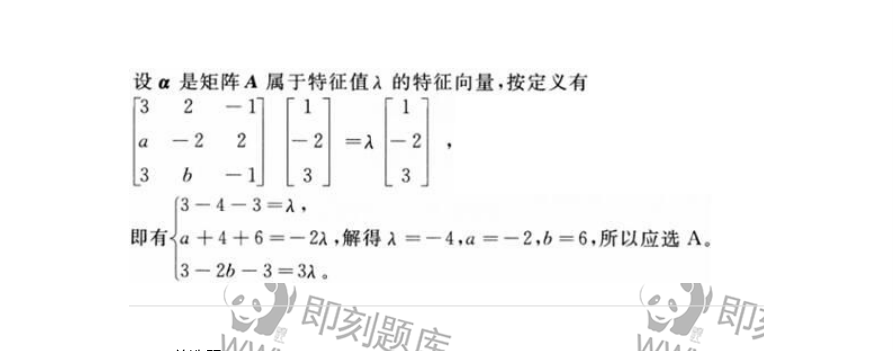 设 α 是矩阵 A 属于特征值 λ 的特征向量,按定义有
[3 2 -1] [1] [1]
[a -2 2] [-2] =λ [-2] ,
[3 b -1] [3] [3]
3-4-3=λ,
即有 a+4+6=-2λ,解得 λ=-4,a=-2,b=6,所以应选 A。
3-2b-3=3λ。
即刻题库
即刻